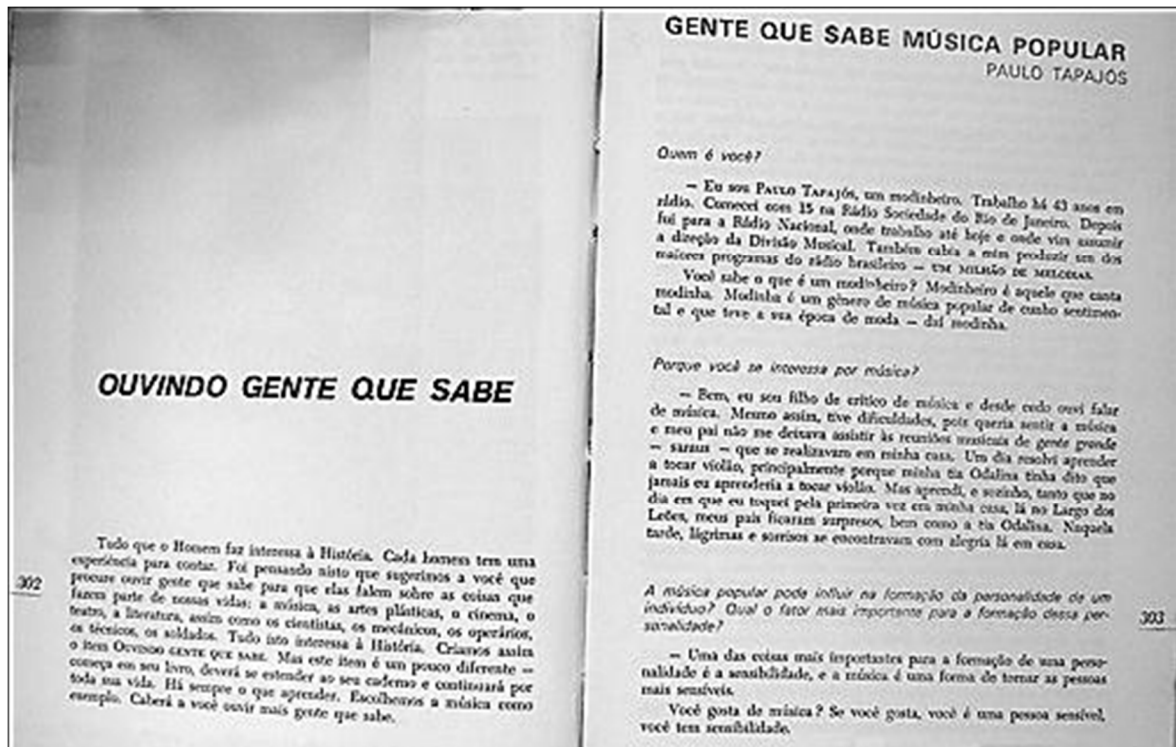 OUVINDO GENTE QUE SABE
Tudo que o Homem faz interessa à História. Cada homem tem uma
experiência para contar. Foi pensando nisto que sugerimos a você que
procure ouvir gente que sabe para que elas falem sobre as coisas que
fazem parte de nossas vidas: a música, as artes plásticas, o cinema, o
teatro, a literatura, assim como os cientistas, os mecânicos, os operários,
os técnicos, os soldados. Tudo isto interessa à História. Criamos assim
o item OUVINDO GENTE QUE SABE. Mas este item é um pouco diferente –
começa em seu livro, deverá se estender ao seu caderno e continuará por
toda sua vida. Há sempre o que aprender. Escolhemos a música como
exemplo. Caberá a você ouvir mais gente que sabe.
302
GENTE QUE SABE MÚSICA POPULAR
PAULO TAPAJÓS
Quem é você?
– Eu sou PAULO TAPAJÓS, um modinheiro. Trabalho há 43 anos em
rádio. Comecei com 15 na Rádio Sociedade do Rio de Janeiro. Depois
fui para a Rádio Nacional, onde trabalho até hoje e onde vim assumir
a direção da Divisão Musical. Também cabia a mim produzir um dos
maiores programas do rádio brasileiro – UM MILHÃO DE MELODIAS.
Você sabe o que é um modinheiro? Modinheiro é aquele que canta
modinha. Modinha é um gênero de música popular de cunho sentimen-
tal e que teve a sua época de moda – daí modinha.
Porque você se interessa por música?
– Bem, eu sou filho de crítico de música e desde cedo ouvi falar
de música. Mesmo assim, tive dificuldades, pois queria sentir a música
e meu pai não me deixava assistir às reuniões musicais de gente grande
– saraus – que se realizavam em minha casa. Um dia resolvi aprender
a tocar violão, principalmente porque minha tia Odalina tinha dito que
jamais eu aprenderia a tocar violão. Mas aprendi, e sozinho, tanto que no
dia em que eu toquei pela primeira vez em minha casa, lá no Largo dos
Leões, meus pais ficaram surpresos, bem como a tia Odalina. Naquela
tarde, lágrimas e sorrisos se encontravam com alegria lá em casa.
A música popular pode influir na formação da personalidade de um
indivíduo? Qual o fator mais importante para a formação dessa per-
sonalidade?
– Uma das coisas mais importantes para a formação de uma perso-
nalidade é a sensibilidade, e a música é uma forma de tornar as pessoas
mais sensíveis.
Você gosta de música? Se você gosta, você é uma pessoa sensível,
você tem sensibilidade.
303